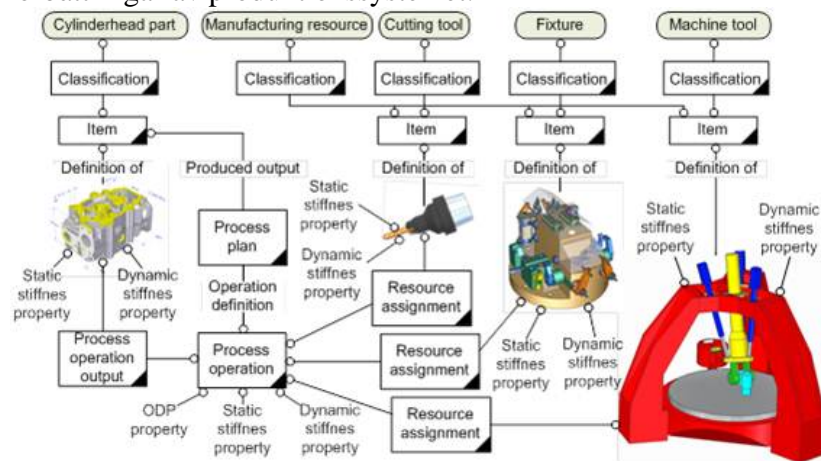 Cylinderhead part
Manufacturing resource
Cutting tool
Fixture
Machine tool
Classification
Classification
Classification
Classification
Classification
Item
Item
Item
Item
Definition of
Produced output
Definition of
Definition of
Definition of
Static
stiffnes
property
Dynamic
stiffnes
property
Process
plan
Static
stiffnes
property
Dynamic
stiffnes
property
Static
stiffnes
property
Dynamic
stiffnes
property
Operation
definition
Resource
assignment
Static
stiffnes
property
Dynamic
stiffnes
property
Process
operation
output
Process
operation
Resource
assignment
ODP
property
Static
stiffnes
property
Dynamic
stiffnes
property
Resource
assignment